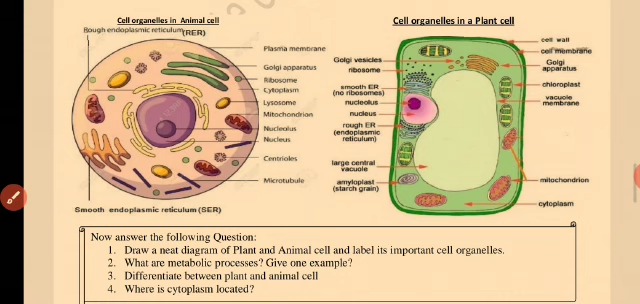 Cell organelles in Animal cell
Rough endoplasmic reticulum (RER)
Plasma membrane
Golgi apparatus
Ribosome
Cytoplasm
Lysosome
Mitochondrion
Nucleolus
Nucleus
Centrioles
Microtubule
Smooth endoplasmic reticulum (SER)
Cell organelles in a Plant cell
Golgi vesicles
ribosome
smooth ER
(no ribosomes)
nucleolus
nucleus
rough ER
(endoplasmic
reticulum)
large central
vacuole
amyloplast
(starch grain)
cell wall
cell membrane
Golgi
apparatus
chloroplast
vacuole
membrane
mitochondrion
cytoplasm
Now answer the following Question:
1. Draw a neat diagram of Plant and Animal cell and label its important cell organelles.
2. What are metabolic processes? Give one example?
3. Differentiate between plant and animal cell
4. Where is cytoplasm located?